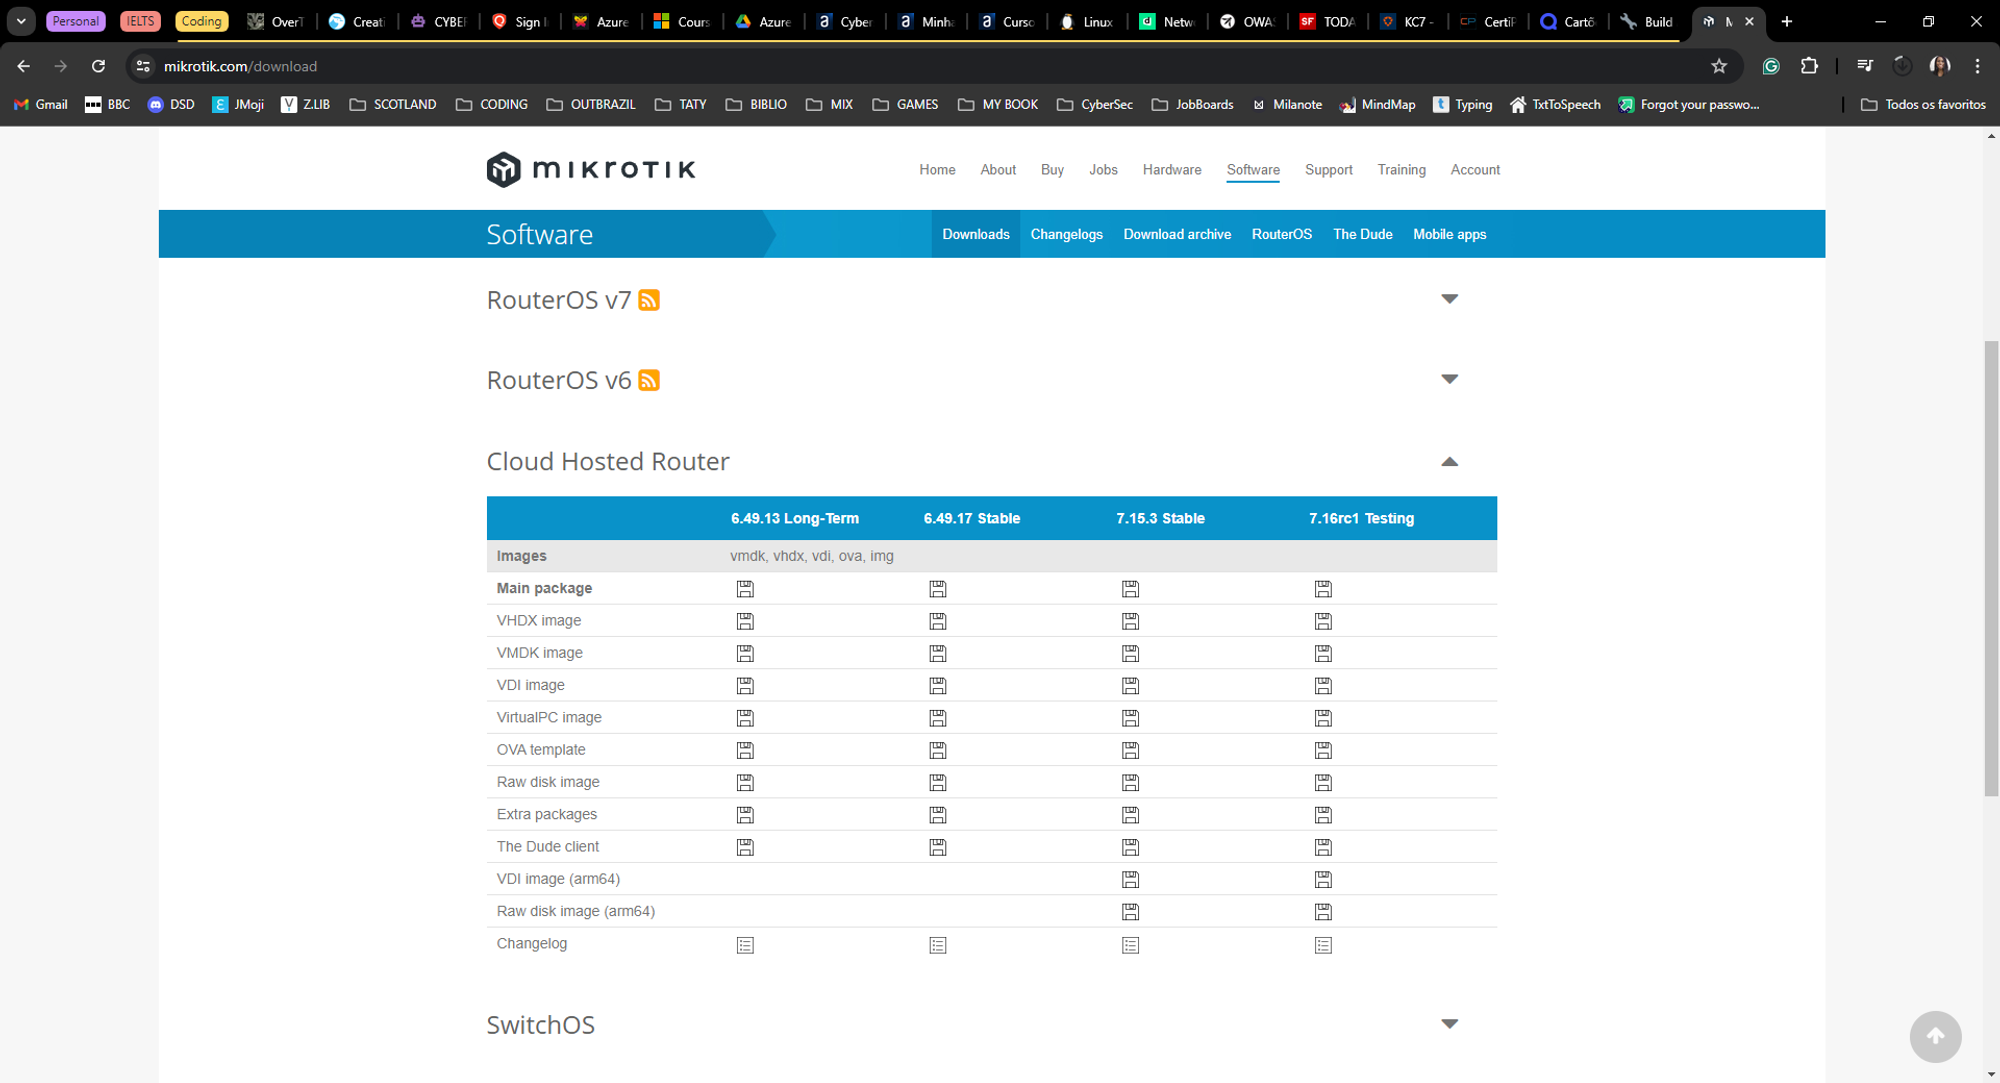 Personal IELTS Coding OverT Creati CYBEF Sign I Azure Cours Azure Cyber Minha Curso Linux Netw OWAS TODA KC7 - CertiP Cartõ Build
mikrotik.com/download
Gmail BBC DSD JMoji Z.LIB SCOTLAND CODING OUTBRAZIL TATY BIBLIO MIX GAMES MY BOOK CyberSec JobBoards Milanote MindMap Typing TxtToSpeech Forgot your passwo... Todos os favoritos
mikrotik
Home About Buy Jobs Hardware Software Support Training Account
Software
Downloads Changelogs Download archive RouterOS The Dude Mobile apps
RouterOS v7
RouterOS v6
Cloud Hosted Router
6.49.13 Long-Term 6.49.17 Stable 7.15.3 Stable 7.16rc1 Testing
Images vmdk, vhdx, vdi, ova, img
Main package
VHDX image
VMDK image
VDI image
VirtualPC image
OVA template
Raw disk image
Extra packages
The Dude client
VDI image (arm64)
Raw disk image (arm64)
Changelog
SwitchOS